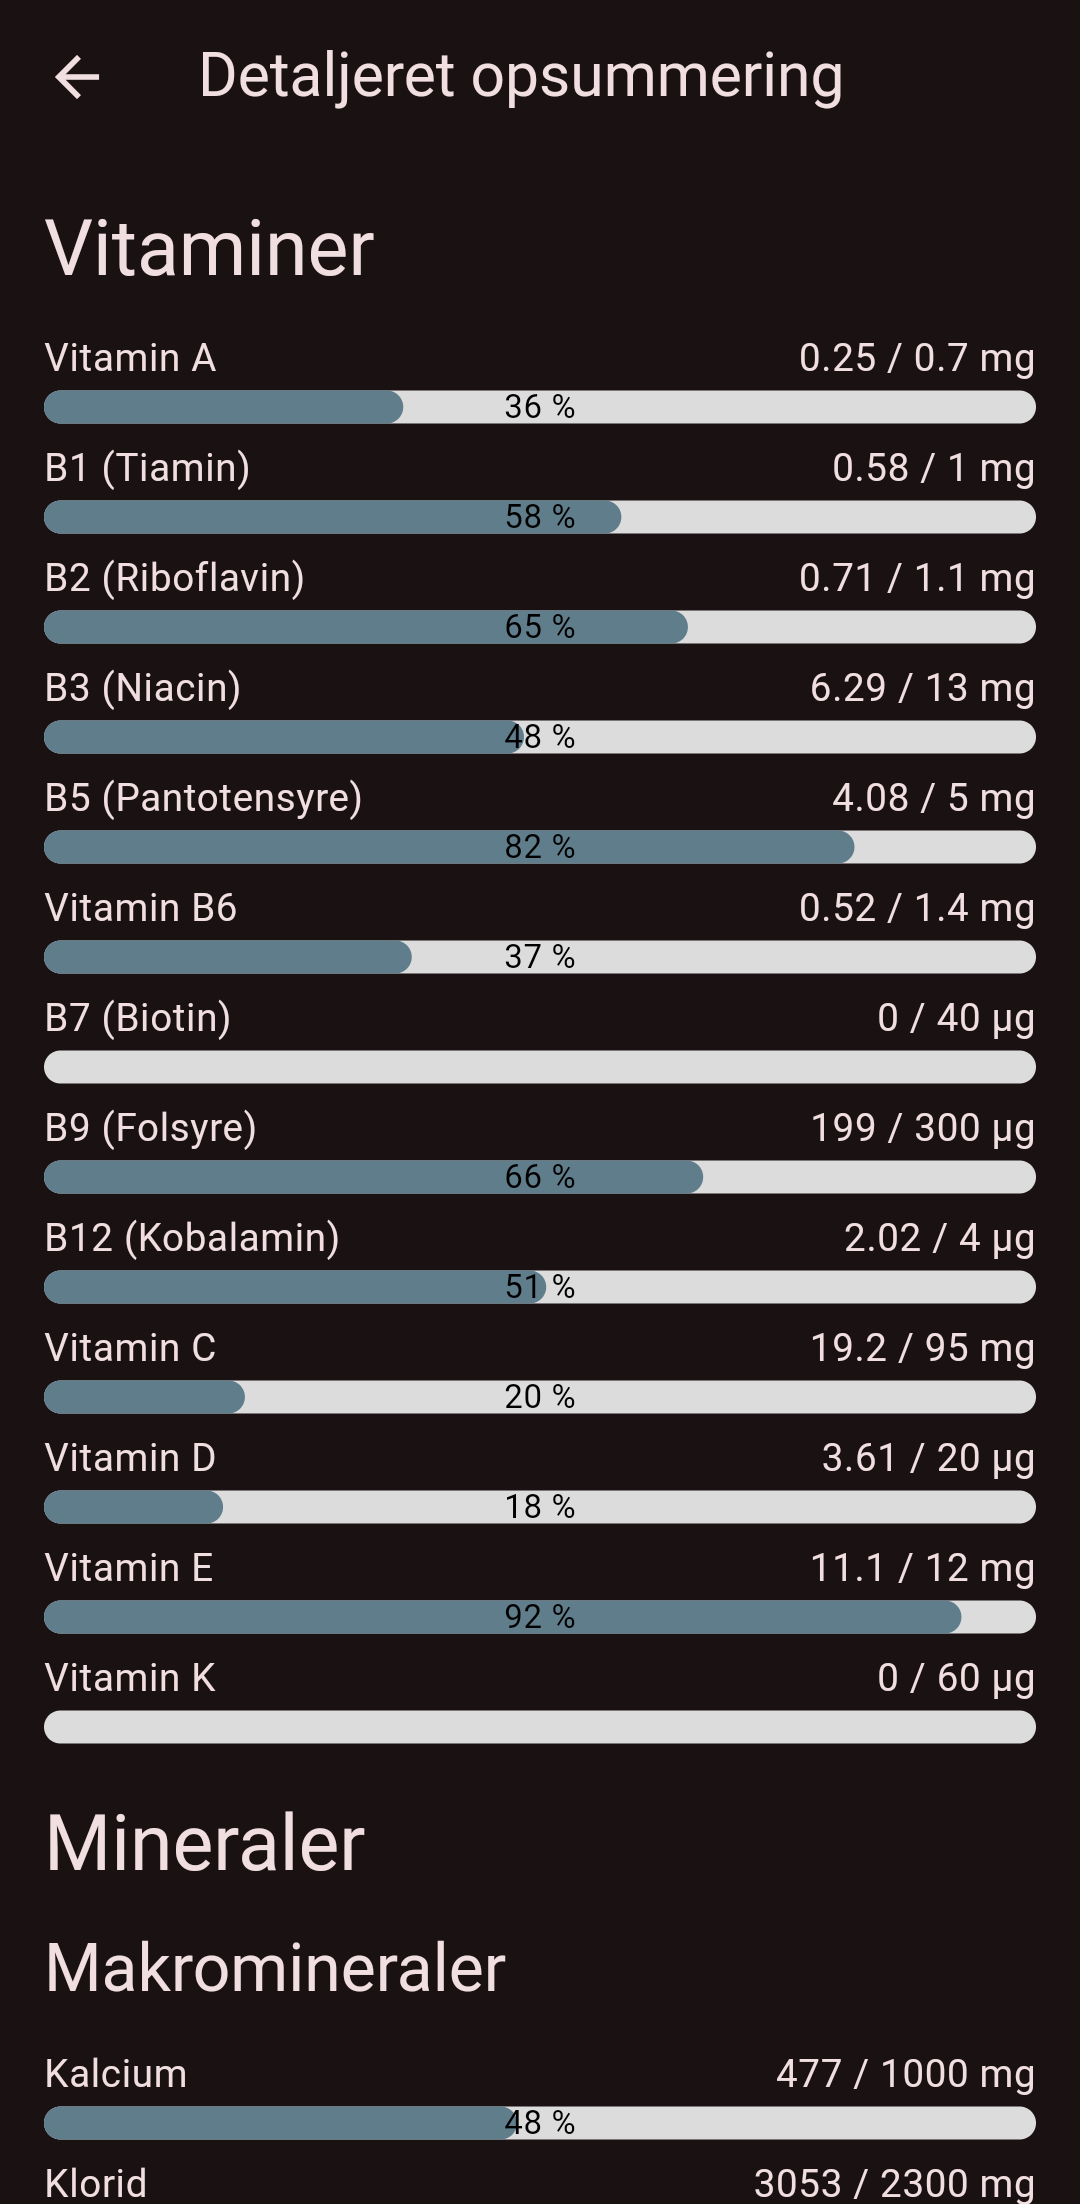 Detaljeret opsummering
Vitaminer
Vitamin A 0.25 / 0.7 mg
36 %
B1 (Tiamin) 0.58 / 1 mg
58 %
B2 (Riboflavin) 0.71 / 1.1 mg
65 %
B3 (Niacin) 6.29 / 13 mg
48 %
B5 (Pantotensyre) 4.08 / 5 mg
82 %
Vitamin B6 0.52 / 1.4 mg
37 %
B7 (Biotin) 0 / 40 µg
B9 (Folsyre) 199 / 300 µg
66 %
B12 (Kobalamin) 2.02 / 4 µg
51 %
Vitamin C 19.2 / 95 mg
20 %
Vitamin D 3.61 / 20 µg
18 %
Vitamin E 11.1 / 12 mg
92 %
Vitamin K 0 / 60 µg
Mineraler
Makromineraler
Kalcium 477 / 1000 mg
48 %
Klorid 3053 / 2300 mg